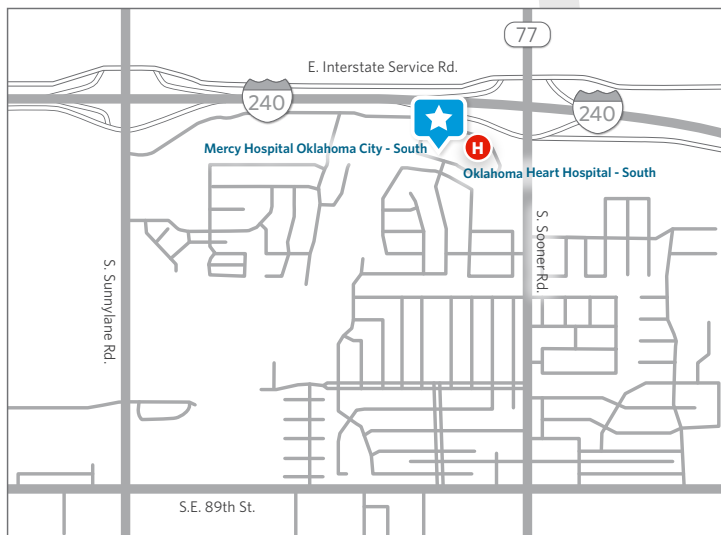 77
E. Interstate Service Rd.
240
240
Mercy Hospital Oklahoma City - South
H
Oklahoma Heart Hospital - South
S. Sunnylane Rd.
S. Sooner Rd.
S.E. 89th St.